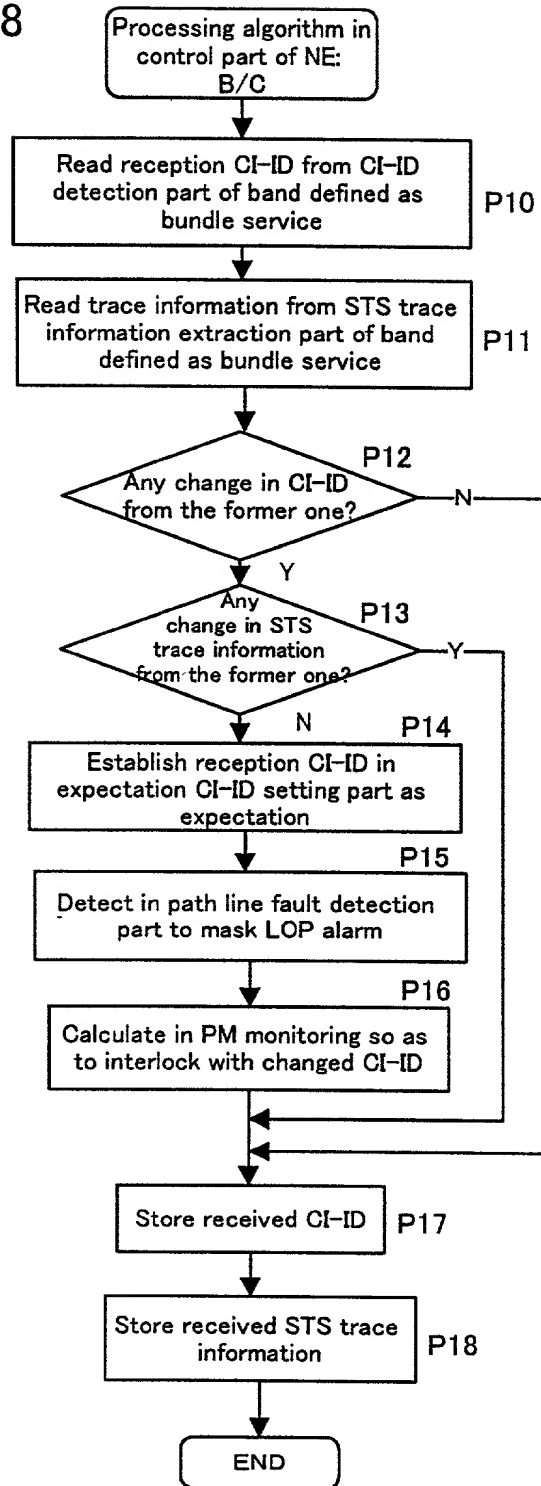 8
Processing algorithm in
control part of NE:
B/C
Read reception CI-ID from CI-ID
detection part of band defined as
bundle service
P10
Read trace information from STS trace
information extraction part of band
defined as bundle service
P11
P12
Any change in CI-ID
from the former one?
N
Y
P13
Any
change in STS
trace information
from the former one?
Y
N
P14
Establish reception CI-ID in
expectation CI-ID setting part as
expectation
P15
Detect in path line fault detection
part to mask LOP alarm
P16
Calculate in PM monitoring so as
to interlock with changed CI-ID
Store received CI-ID
P17
Store received STS trace
information
P18
END